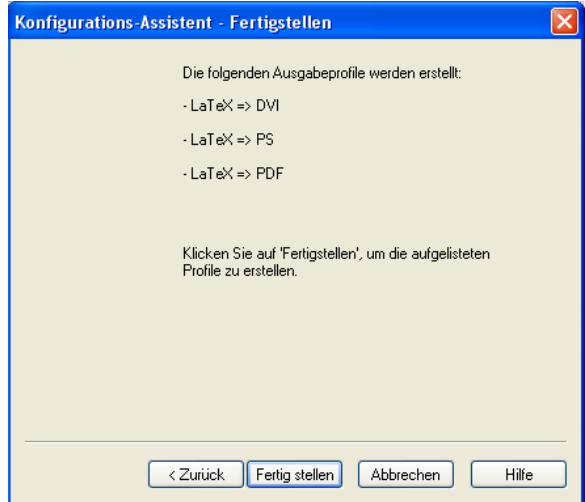 Konfigurations-Assistent - Fertigstellen
Die folgenden Ausgabeprofile werden erstellt:
- LaTeX => DVI
- LaTeX => PS
- LaTeX => PDF
Klicken Sie auf 'Fertigstellen', um die aufgelisteten
Profile zu erstellen.
< Zurück Fertig stellen Abbrechen Hilfe